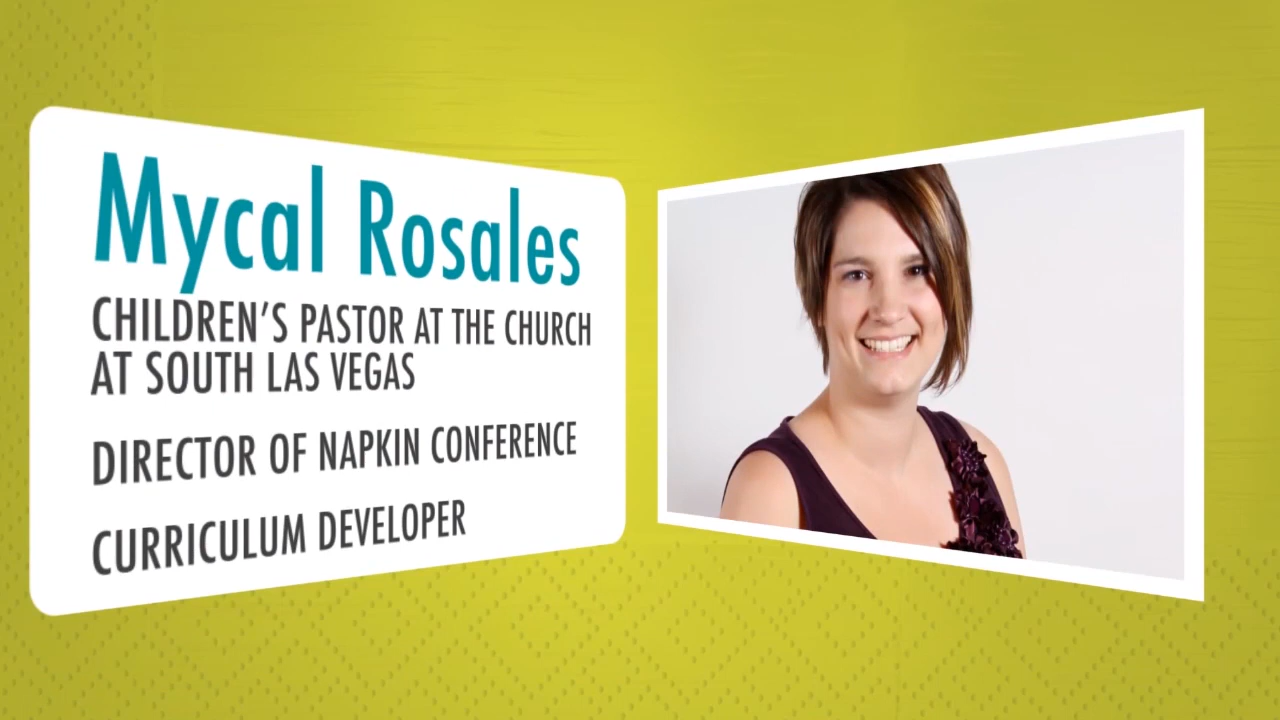 Mycal Rosales
CHILDREN’S PASTOR AT THE CHURCH
AT SOUTH LAS VEGAS
DIRECTOR OF NAPKIN CONFERENCE
CURRICULUM DEVELOPER